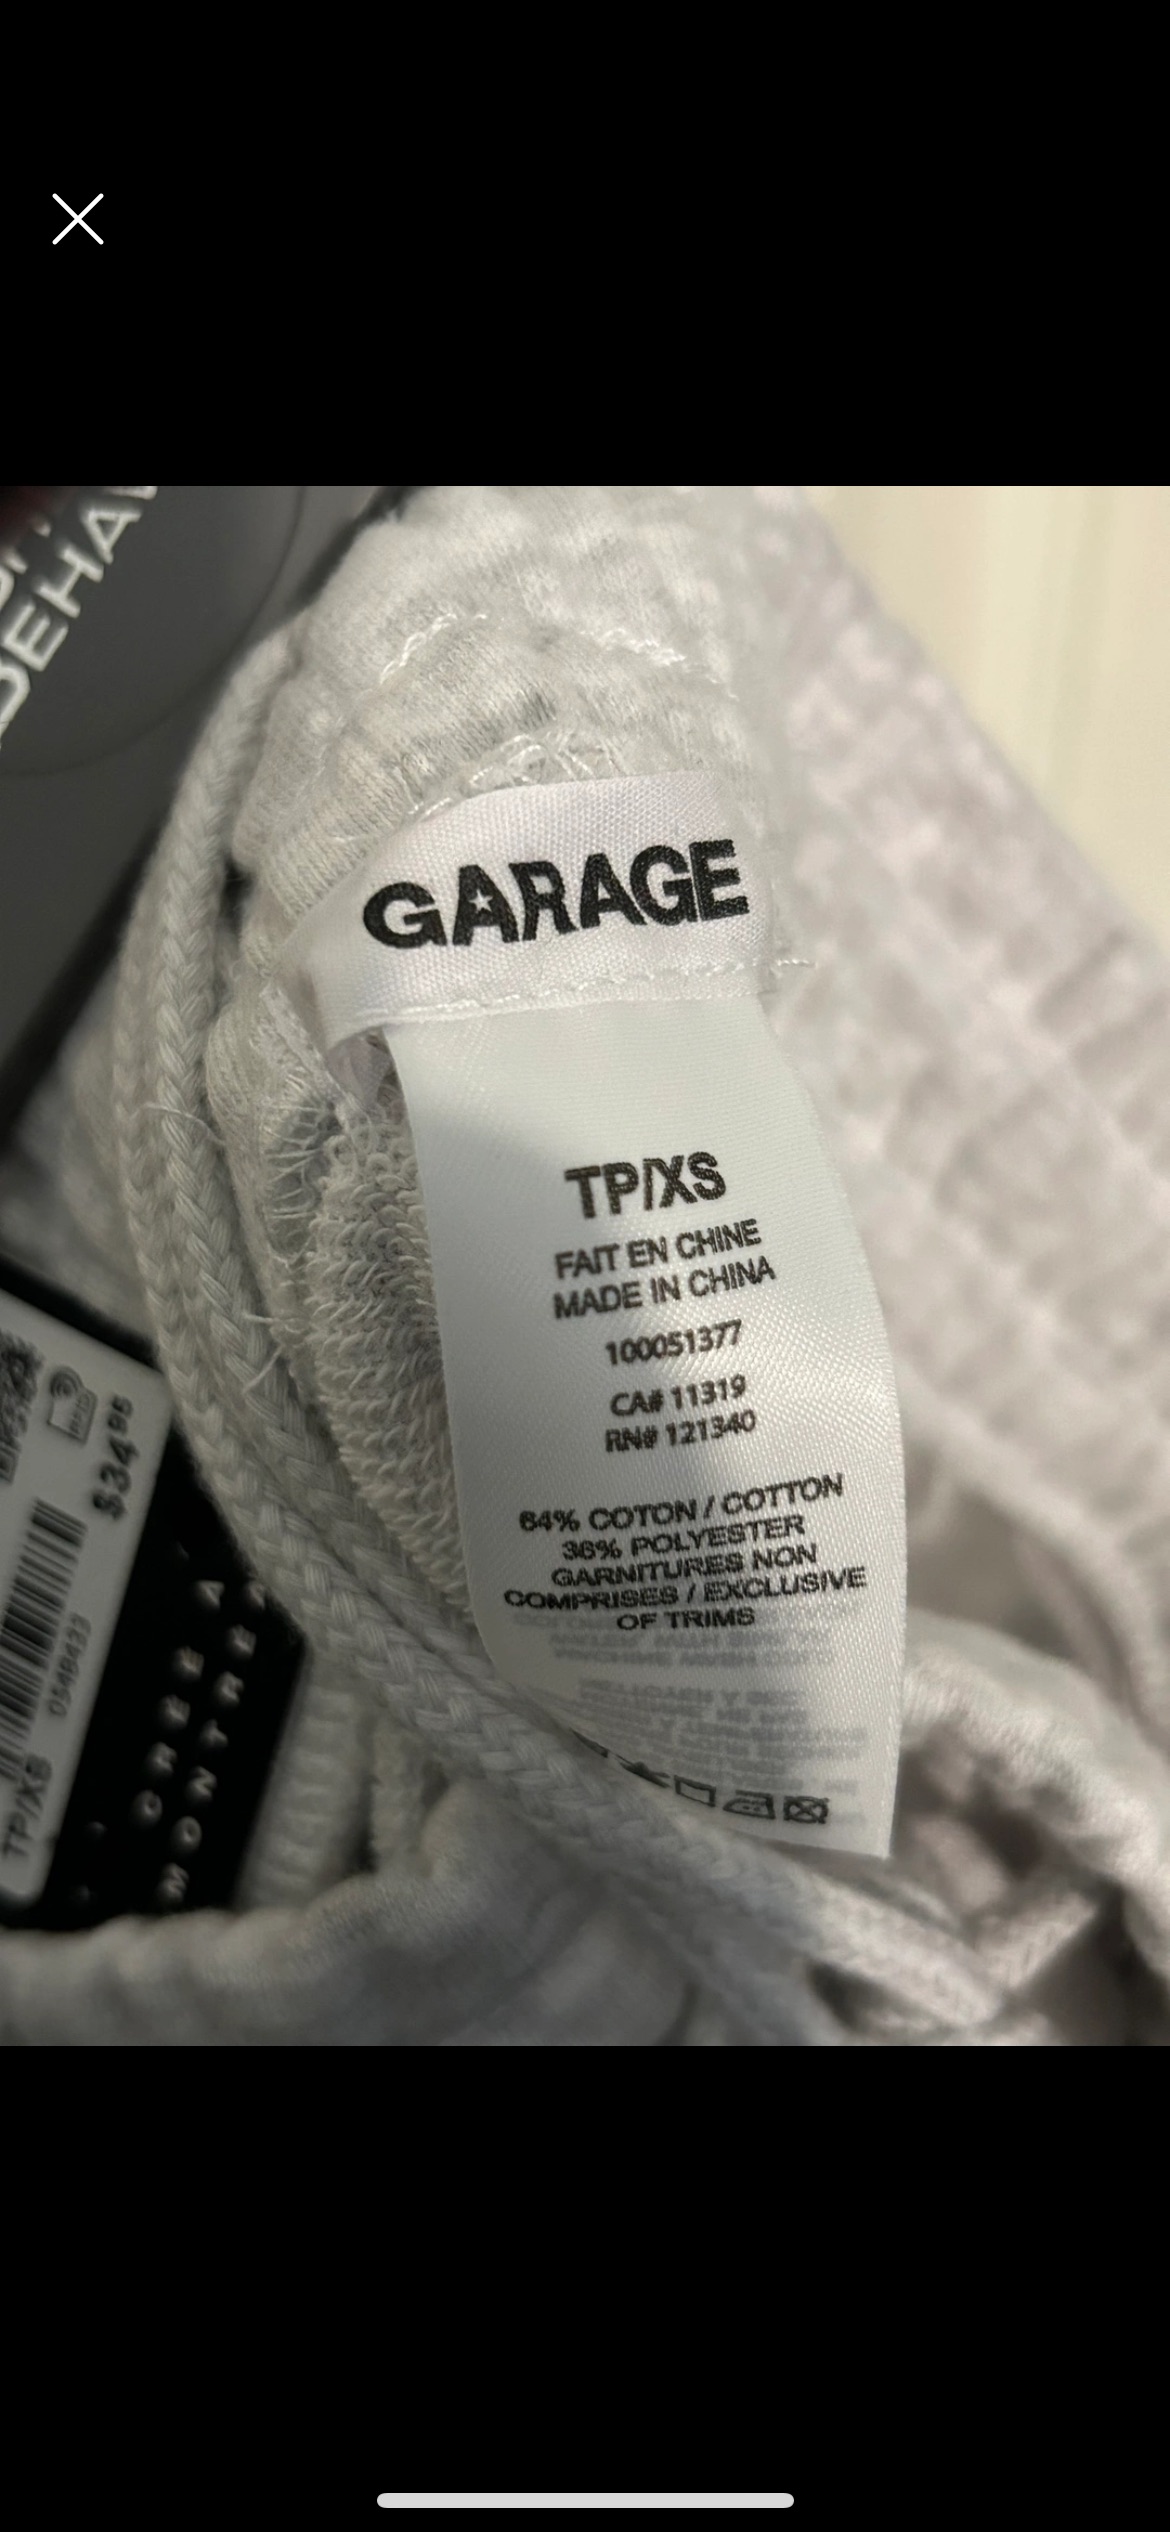 BEHA
GARAGE
TP/XS
FAIT EN CHINE
MADE IN CHINA
100051377
CA# 11319
RN# 121340
64% COTON / COTTON
36% POLYESTER
GARNITURES NON
COMPRISES / EXCLUSIVE
OF TRIMS
$34.95
TP/XS